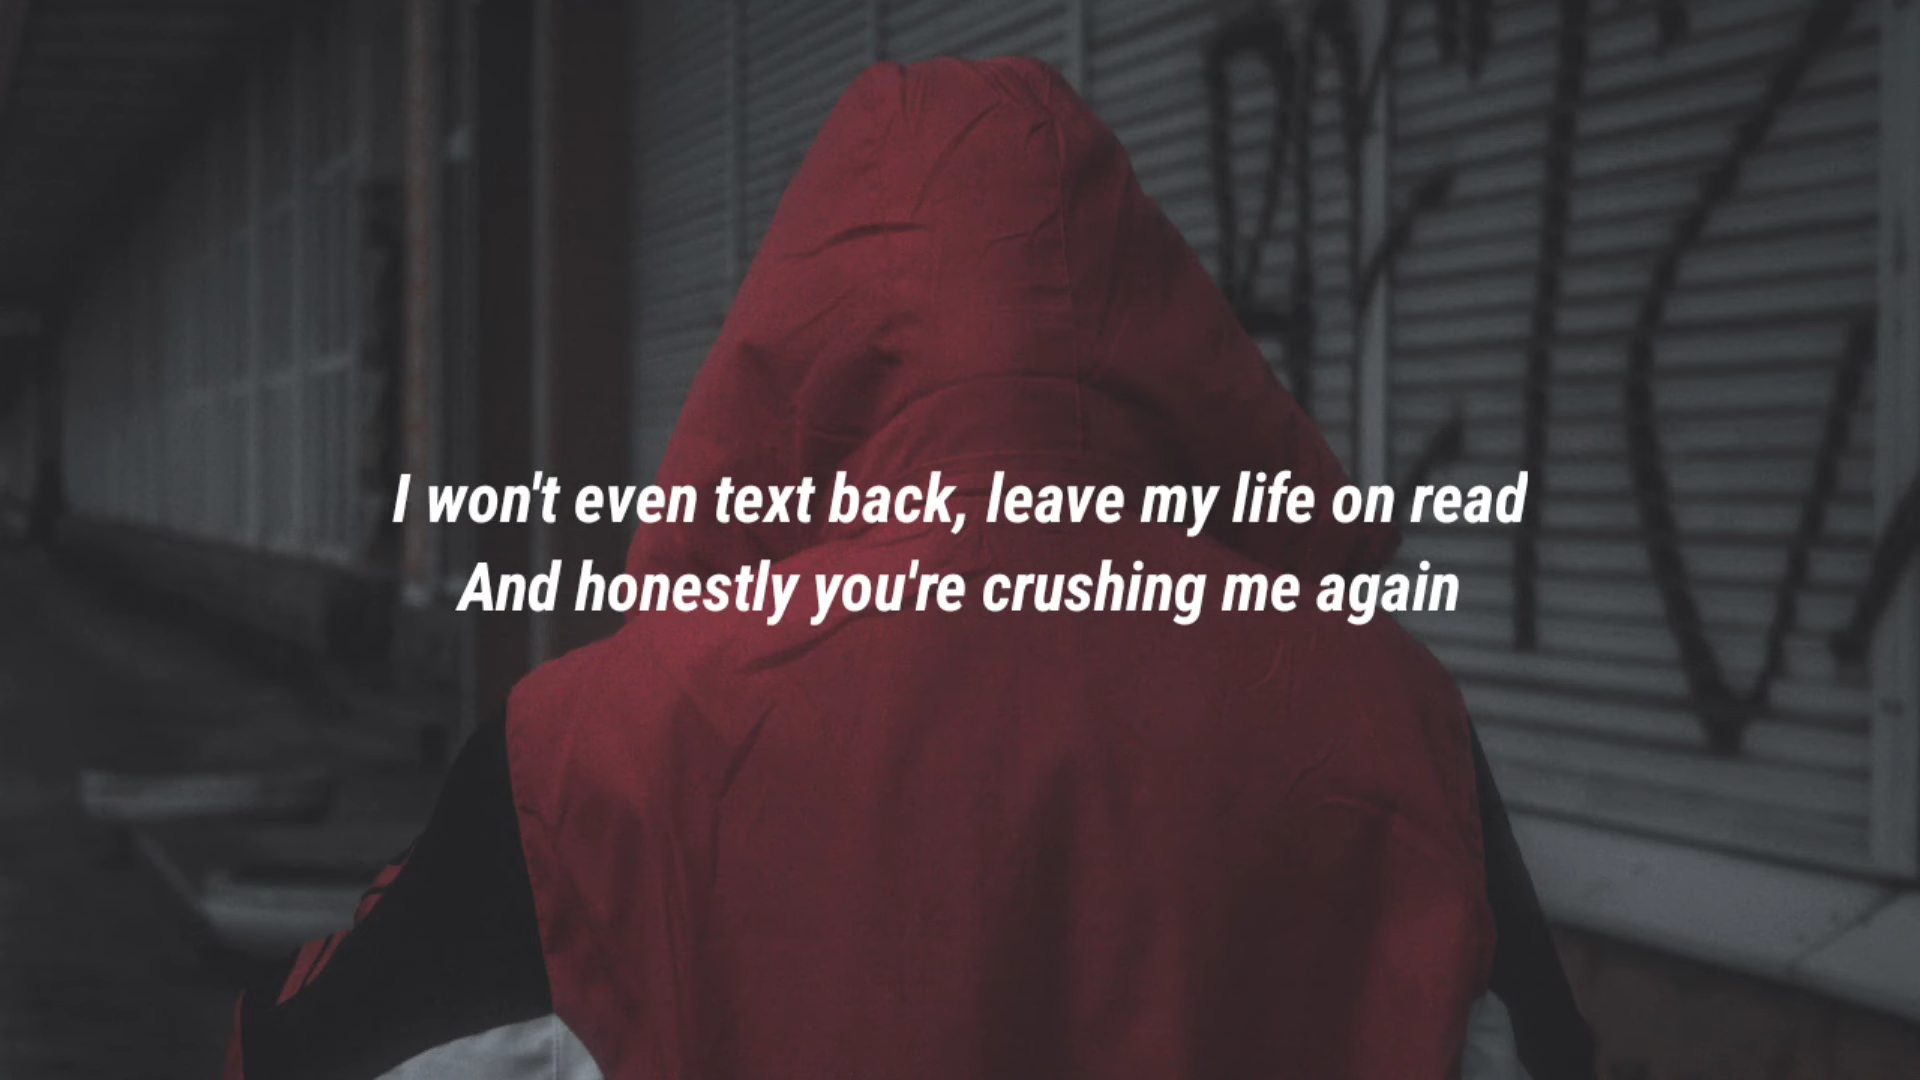 I won't even text back, leave my life on read
And honestly you're crushing me again